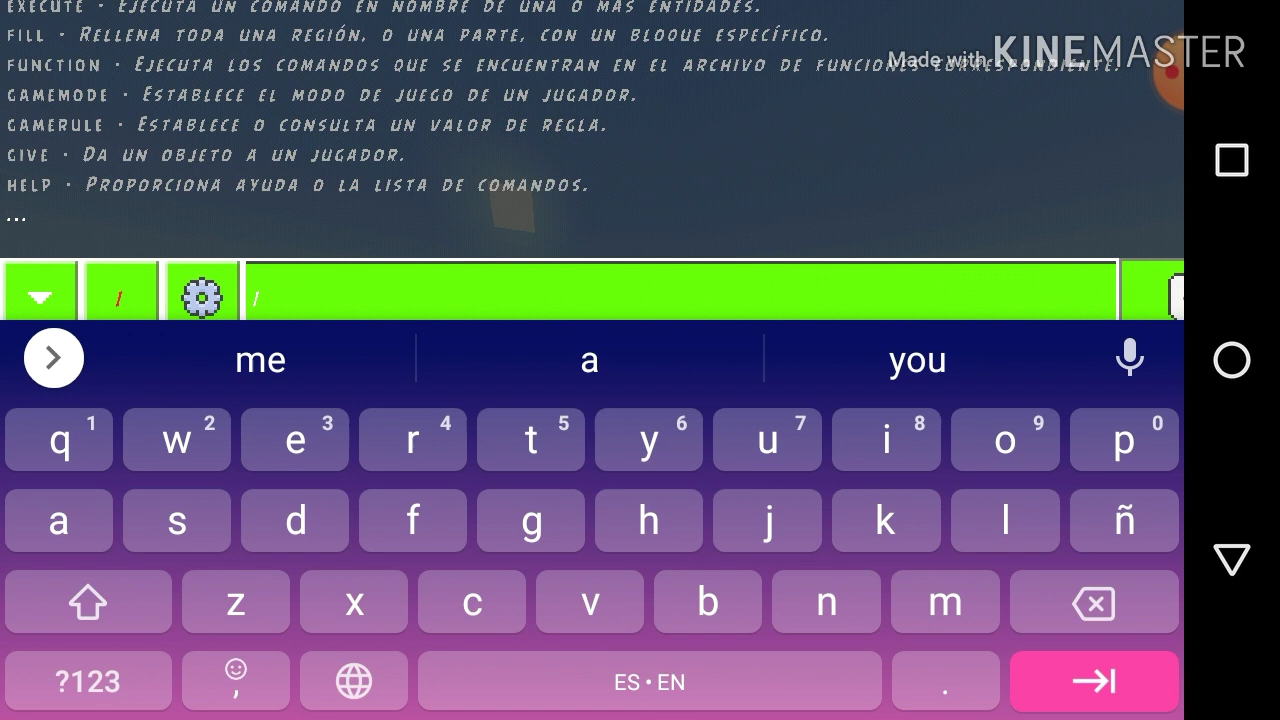 EXECUTE · EJECUTA UN COMANDO EN NOMBRE DE UNA O MÁS ENTIDADES.
FILL · RELLENA TODA UNA REGIÓN, O UNA PARTE, CON UN BLOQUE ESPECÍFICO.
FUNCTION · EJECUTA LOS COMANDOS QUE SE ENCUENTRAN EN EL ARCHIVO DE FUNCIONES CORRESPONDIENTE.
Made with KINEMASTER
GAMEMODE · ESTABLECE EL MODO DE JUEGO DE UN JUGADOR.
GAMERULE · ESTABLECE O CONSULTA UN VALOR DE REGLA.
GIVE · DA UN OBJETO A UN JUGADOR.
HELP · PROPORCIONA AYUDA O LA LISTA DE COMANDOS.
...
/ /
me a you
q 1 w 2 e 3 r 4 t 5 y 6 u 7 i 8 o 9 p 0
a s d f g h j k l ñ
z x c v b n m
?123 , ES • EN .